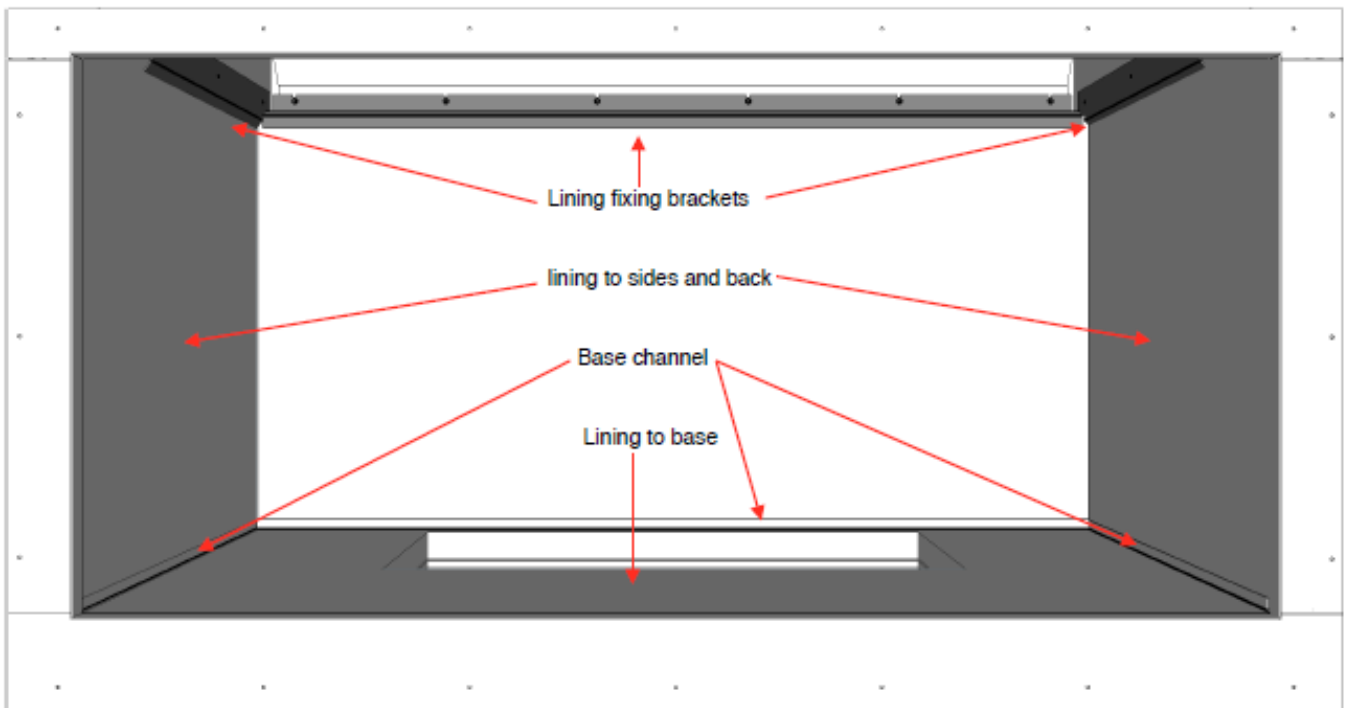 Lining fixing brackets
lining to sides and back
Base channel
Lining to base